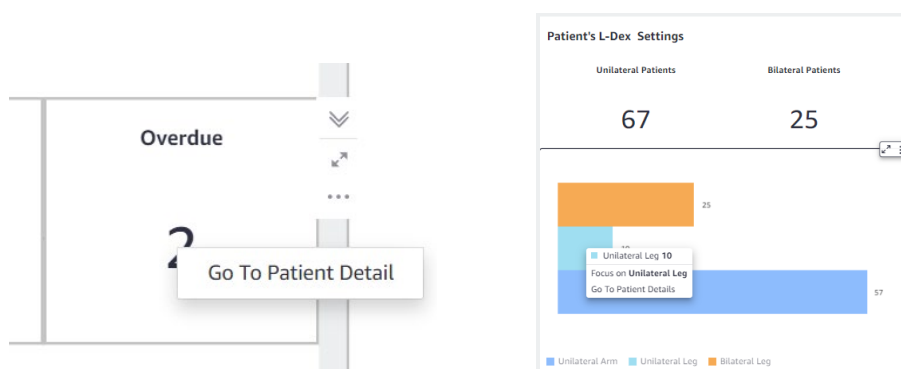 Overdue
2
Go To Patient Detail
Patient's L-Dex Settings
Unilateral Patients
Bilateral Patients
67
25
25
Unilateral Leg 10
Focus on Unilateral Leg
Go To Patient Details
57
Unilateral Arm
Unilateral Leg
Bilateral Leg